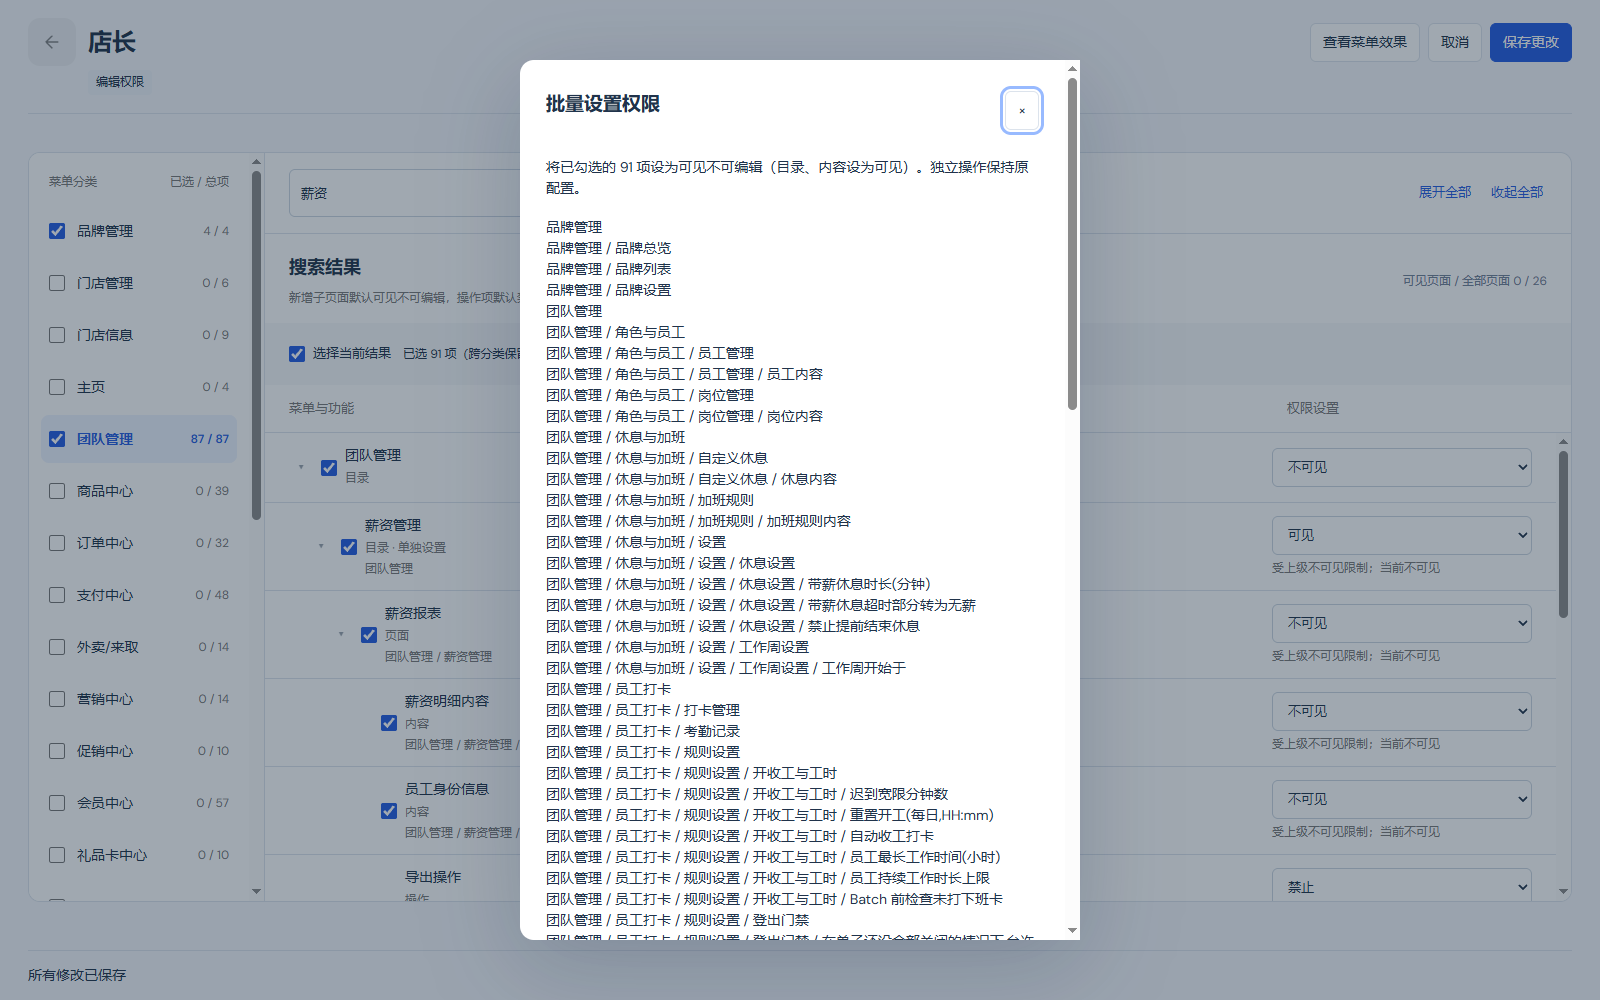 店长
编辑权限
查看菜单效果
取消
保存更改
菜单分类 已选 / 总项
品牌管理 4 / 4
门店管理 0 / 6
门店信息 0 / 9
主页 0 / 4
团队管理 87 / 87
商品中心 0 / 39
订单中心 0 / 32
支付中心 0 / 48
外卖/来取 0 / 14
营销中心 0 / 14
促销中心 0 / 10
会员中心 0 / 57
礼品卡中心 0 / 10
薪资
展开全部 收起全部
搜索结果
新增子页面默认可见不可编辑，操作项默认
可见页面 / 全部页面 0 / 26
选择当前结果 已选 91 项（跨分类保
菜单与功能 权限设置
团队管理
目录
不可见
薪资管理
目录 · 单独设置
团队管理
可见
受上级不可见限制；当前不可见
薪资报表
页面
团队管理 / 薪资管理
不可见
受上级不可见限制；当前不可见
薪资明细内容
内容
团队管理 / 薪资管理 /
不可见
受上级不可见限制；当前不可见
员工身份信息
内容
团队管理 / 薪资管理 /
不可见
受上级不可见限制；当前不可见
导出操作
操作
禁止
所有修改已保存
批量设置权限
×
将已勾选的 91 项设为可见不可编辑（目录、内容设为可见）。独立操作保持原
配置。
品牌管理
品牌管理 / 品牌总览
品牌管理 / 品牌列表
品牌管理 / 品牌设置
团队管理
团队管理 / 角色与员工
团队管理 / 角色与员工 / 员工管理
团队管理 / 角色与员工 / 员工管理 / 员工内容
团队管理 / 角色与员工 / 岗位管理
团队管理 / 角色与员工 / 岗位管理 / 岗位内容
团队管理 / 休息与加班
团队管理 / 休息与加班 / 自定义休息
团队管理 / 休息与加班 / 自定义休息 / 休息内容
团队管理 / 休息与加班 / 加班规则
团队管理 / 休息与加班 / 加班规则 / 加班规则内容
团队管理 / 休息与加班 / 设置
团队管理 / 休息与加班 / 设置 / 休息设置
团队管理 / 休息与加班 / 设置 / 休息设置 / 带薪休息时长(分钟)
团队管理 / 休息与加班 / 设置 / 休息设置 / 带薪休息超时部分转为无薪
团队管理 / 休息与加班 / 设置 / 休息设置 / 禁止提前结束休息
团队管理 / 休息与加班 / 设置 / 工作周设置
团队管理 / 休息与加班 / 设置 / 工作周设置 / 工作周开始于
团队管理 / 员工打卡
团队管理 / 员工打卡 / 打卡管理
团队管理 / 员工打卡 / 考勤记录
团队管理 / 员工打卡 / 规则设置
团队管理 / 员工打卡 / 规则设置 / 开收工与工时
团队管理 / 员工打卡 / 规则设置 / 开收工与工时 / 迟到宽限分钟数
团队管理 / 员工打卡 / 规则设置 / 开收工与工时 / 重置开工(每日,HH:mm)
团队管理 / 员工打卡 / 规则设置 / 开收工与工时 / 自动收工打卡
团队管理 / 员工打卡 / 规则设置 / 开收工与工时 / 员工最长工作时间(小时)
团队管理 / 员工打卡 / 规则设置 / 开收工与工时 / 员工持续工作时长上限
团队管理 / 员工打卡 / 规则设置 / 开收工与工时 / Batch 前检查未打下班卡
团队管理 / 员工打卡 / 规则设置 / 登出门禁
团队管理 / 员工打卡 / 规则设置 / 登出门禁 / 在单子还没全部关闭的情况下,允许